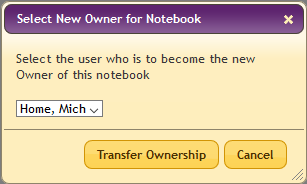 Select New Owner for Notebook
Select the user who is to become the new
Owner of this notebook
Home, Mich
Transfer Ownership Cancel